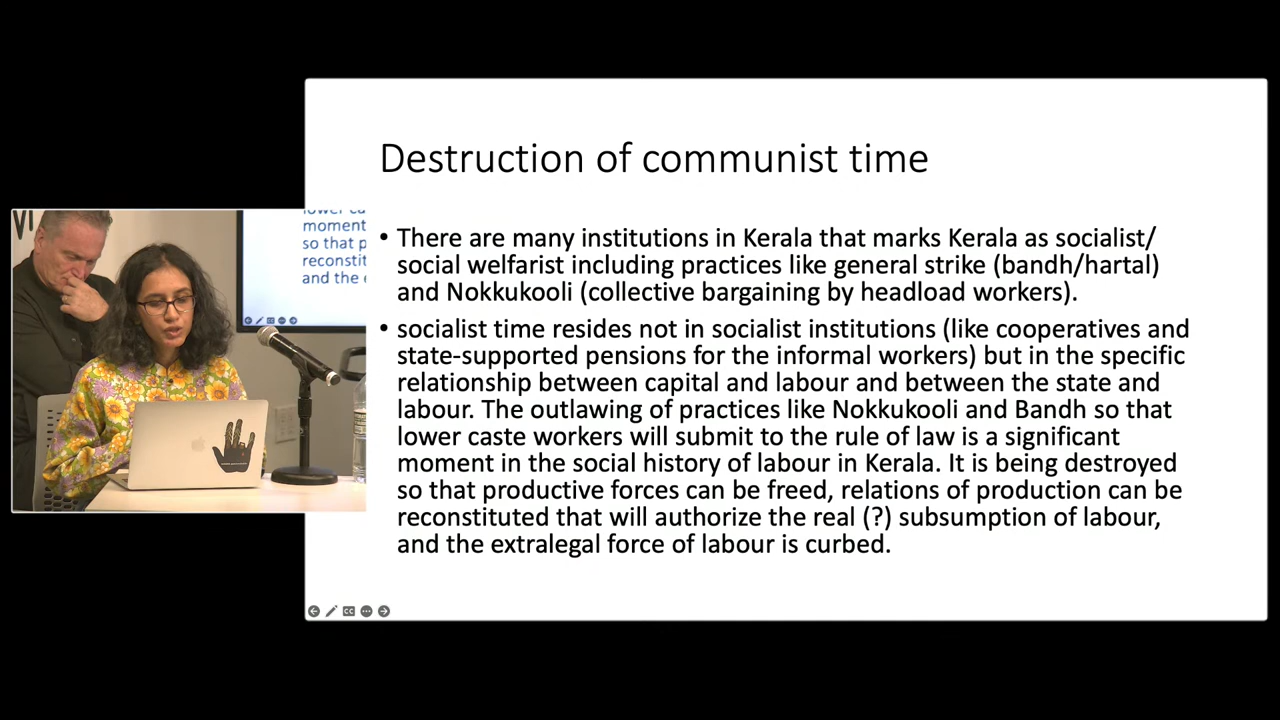 Destruction of communist time
• There are many institutions in Kerala that marks Kerala as socialist/
social welfarist including practices like general strike (bandh/hartal)
and Nokkukooli (collective bargaining by headload workers).
• socialist time resides not in socialist institutions (like cooperatives and
state-supported pensions for the informal workers) but in the specific
relationship between capital and labour and between the state and
labour. The outlawing of practices like Nokkukooli and Bandh so that
lower caste workers will submit to the rule of law is a significant
moment in the social history of labour in Kerala. It is being destroyed
so that productive forces can be freed, relations of production can be
reconstituted that will authorize the real (?) subsumption of labour,
and the extralegal force of labour is curbed.
CC
VI
lower ca
moment
so that p
reconstit
and the